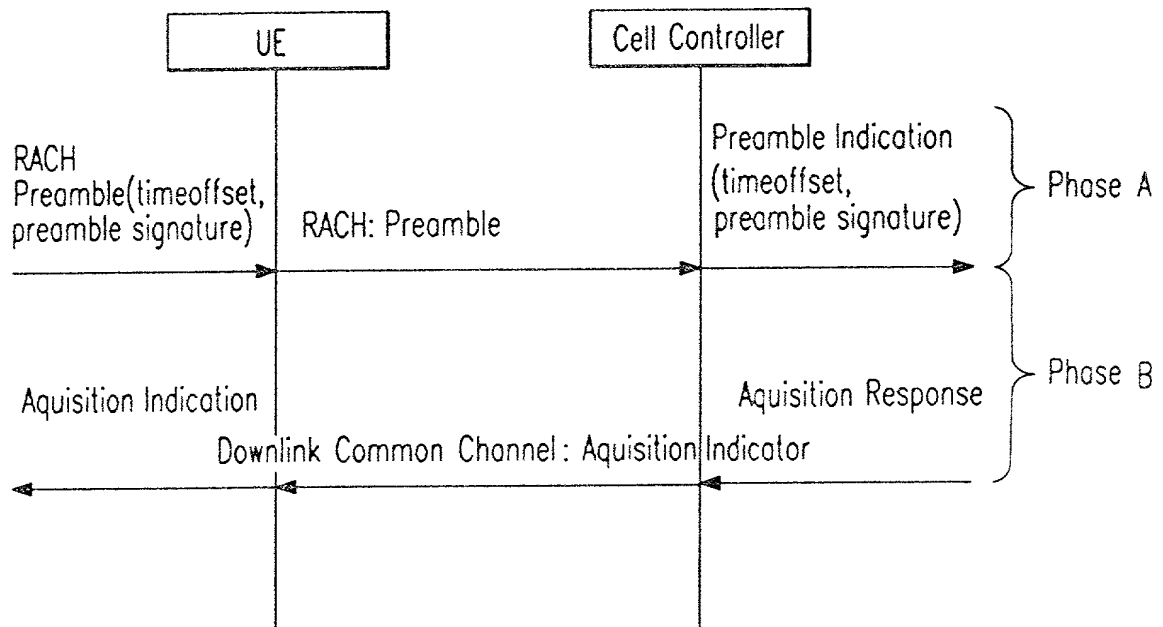 UE
Cell Controller
RACH
Preamble(timeoffset,
preamble signature)
RACH: Preamble
Preamble Indication
(timeoffset,
preamble signature)
Phase A
Aquisition Indication
Aquisition Response
Phase B
Downlink Common Channel: Aquisition Indicator